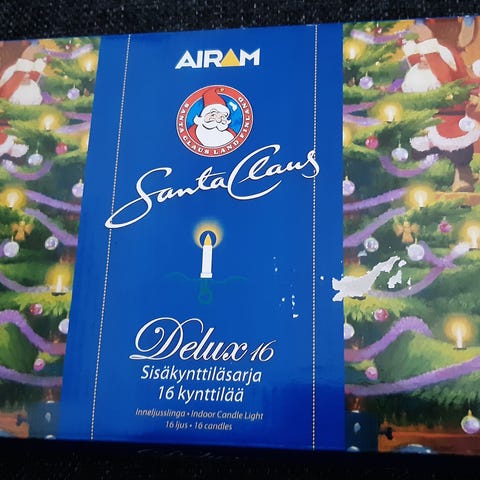 AIRAM
SANTA CLAUS LAND FINLAND
Santa Claus
Delux 16
Sisäkynttiläsarja
16 kynttilää
Inneljusslinga • Indoor Candle Light
16 ljus • 16 candles